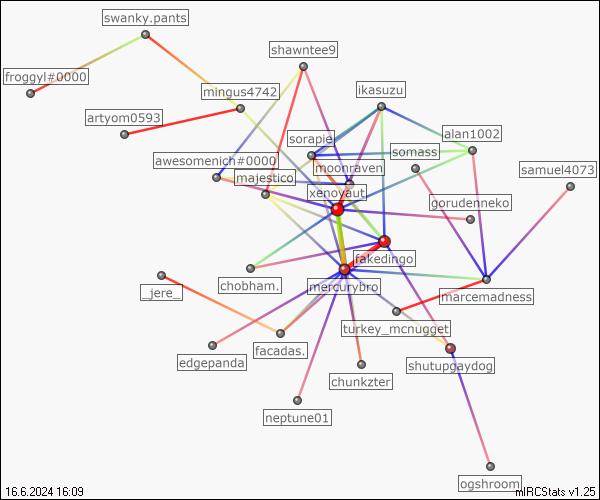 swanky.pants
shawntee9
froggyl#0000
mingus4742
ikasuzu
artyom0593
sorapie
alan1002
awesomenich#0000
moonraven
somass
samuel4073
majestico
xenoyaut
gorudenneko
fakedingo
chobham.
mercurybro
_jere_
marcemadness
turkey_mcnugget
edgepanda
facadas.
shutupgaydog
chunkzter
neptune01
ogshroom
16.6.2024 16:09
mIRCStats v1.25